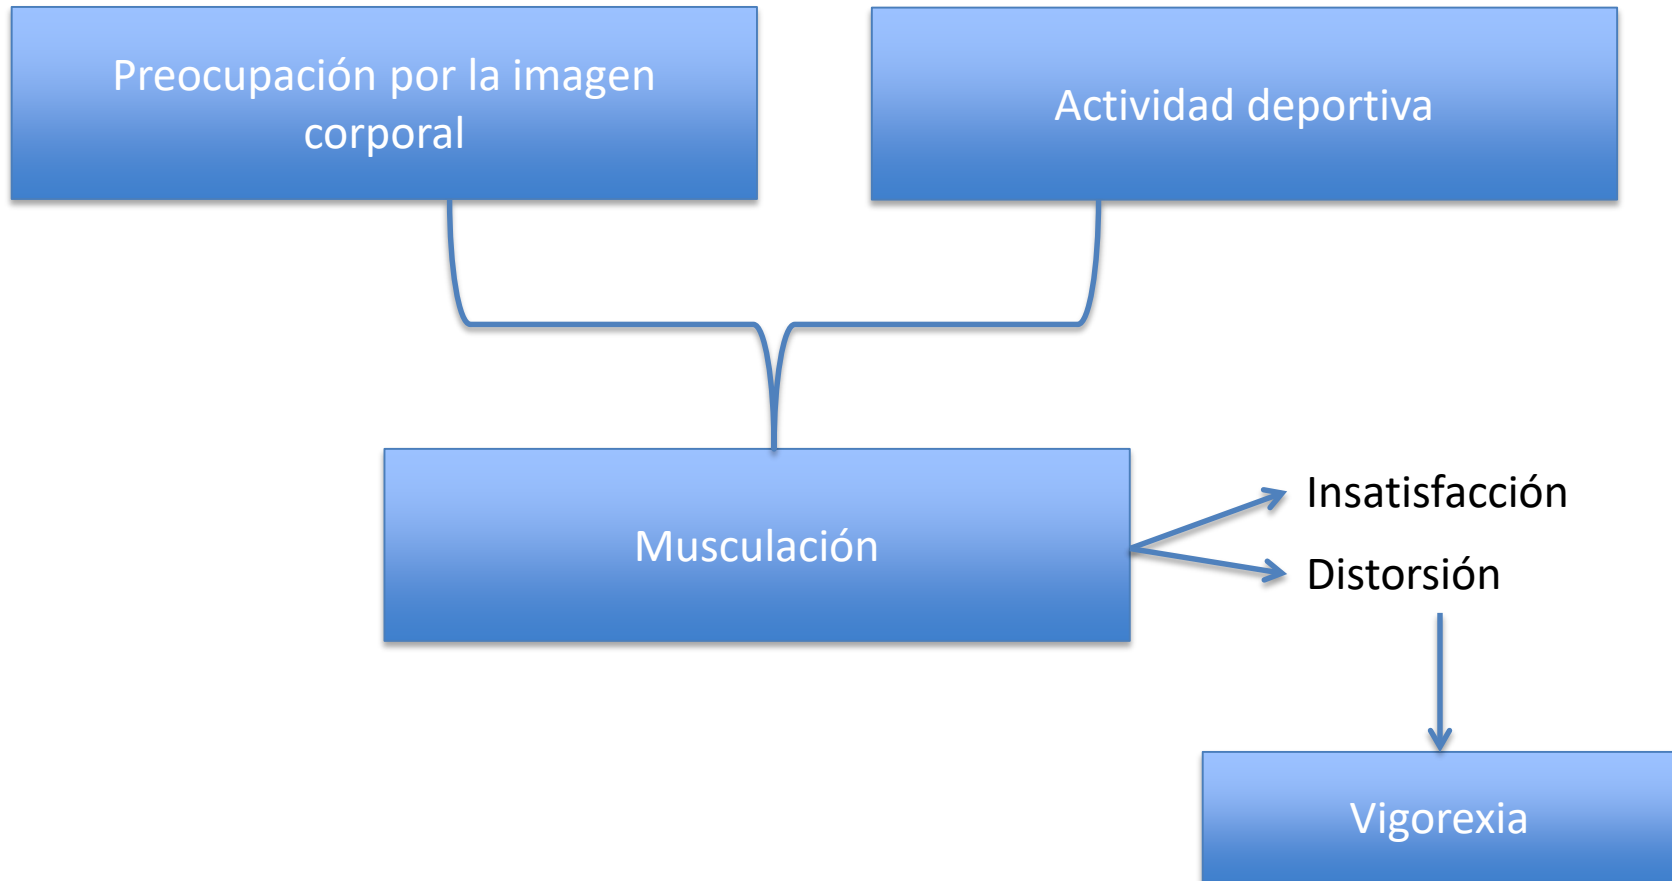 Preocupación por la imagen
corporal
Actividad deportiva
Musculación
Insatisfacción
Distorsión
Vigorexia